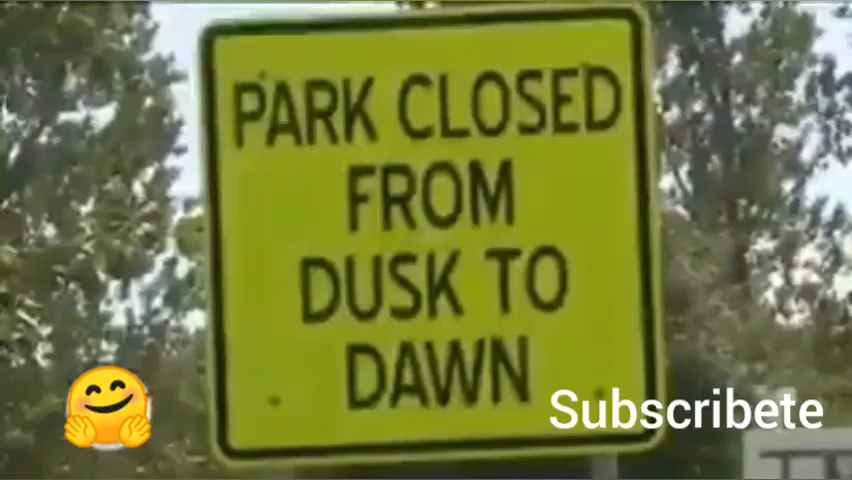 PARK CLOSED
FROM
DUSK TO
DAWN
Subscribete